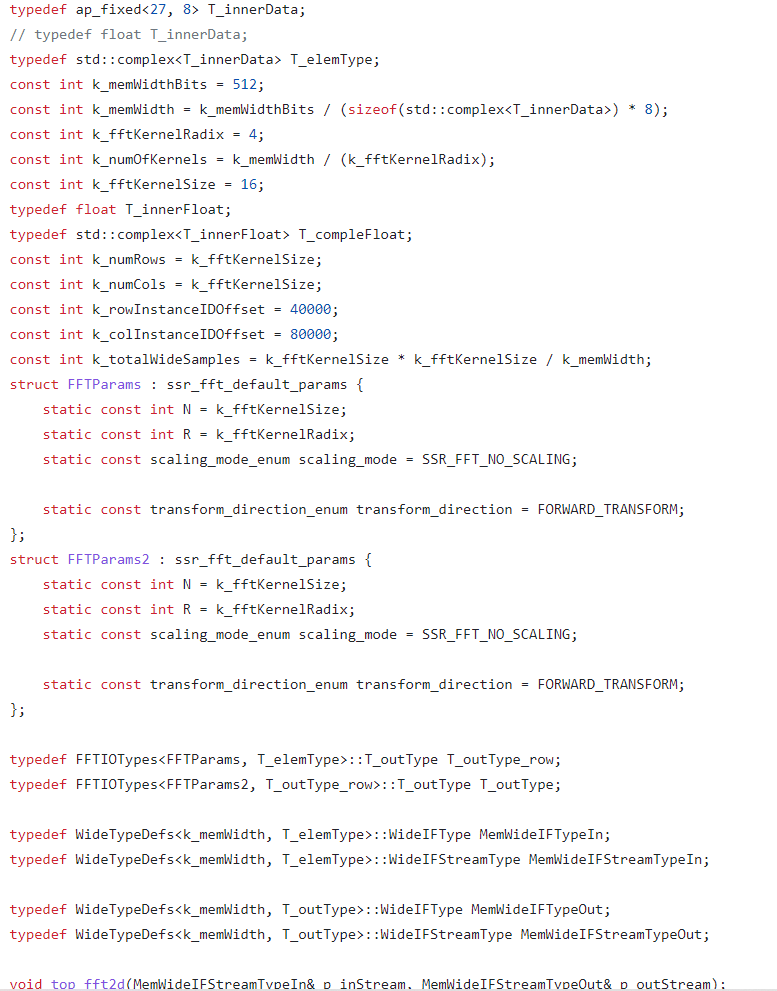 typedef ap_fixed<27, 8> T_innerData;
// typedef float T_innerData;
typedef std::complex<T_innerData> T_elemType;
const int k_memWidthBits = 512;
const int k_memWidth = k_memWidthBits / (sizeof(std::complex<T_innerData>) * 8);
const int k_fftKernelRadix = 4;
const int k_numOfKernels = k_memWidth / (k_fftKernelRadix);
const int k_fftKernelSize = 16;
typedef float T_innerFloat;
typedef std::complex<T_innerFloat> T_compleFloat;
const int k_numRows = k_fftKernelSize;
const int k_numCols = k_fftKernelSize;
const int k_rowInstanceIDOffset = 40000;
const int k_colInstanceIDOffset = 80000;
const int k_totalWideSamples = k_fftKernelSize * k_fftKernelSize / k_memWidth;
struct FFTParams : ssr_fft_default_params {
    static const int N = k_fftKernelSize;
    static const int R = k_fftKernelRadix;
    static const scaling_mode_enum scaling_mode = SSR_FFT_NO_SCALING;
    static const transform_direction_enum transform_direction = FORWARD_TRANSFORM;
};
struct FFTParams2 : ssr_fft_default_params {
    static const int N = k_fftKernelSize;
    static const int R = k_fftKernelRadix;
    static const scaling_mode_enum scaling_mode = SSR_FFT_NO_SCALING;
    static const transform_direction_enum transform_direction = FORWARD_TRANSFORM;
};
typedef FFTIOTypes<FFTParams, T_elemType>::T_outType T_outType_row;
typedef FFTIOTypes<FFTParams2, T_outType_row>::T_outType T_outType;
typedef WideTypeDefs<k_memWidth, T_elemType>::WideIFType MemWideIFTypeIn;
typedef WideTypeDefs<k_memWidth, T_elemType>::WideIFStreamType MemWideIFStreamTypeIn;
typedef WideTypeDefs<k_memWidth, T_outType>::WideIFType MemWideIFTypeOut;
typedef WideTypeDefs<k_memWidth, T_outType>::WideIFStreamType MemWideIFStreamTypeOut;
void top_fft2d(MemWideIFStreamTypeIn& p_inStream, MemWideIFStreamTypeOut& p_outStream);